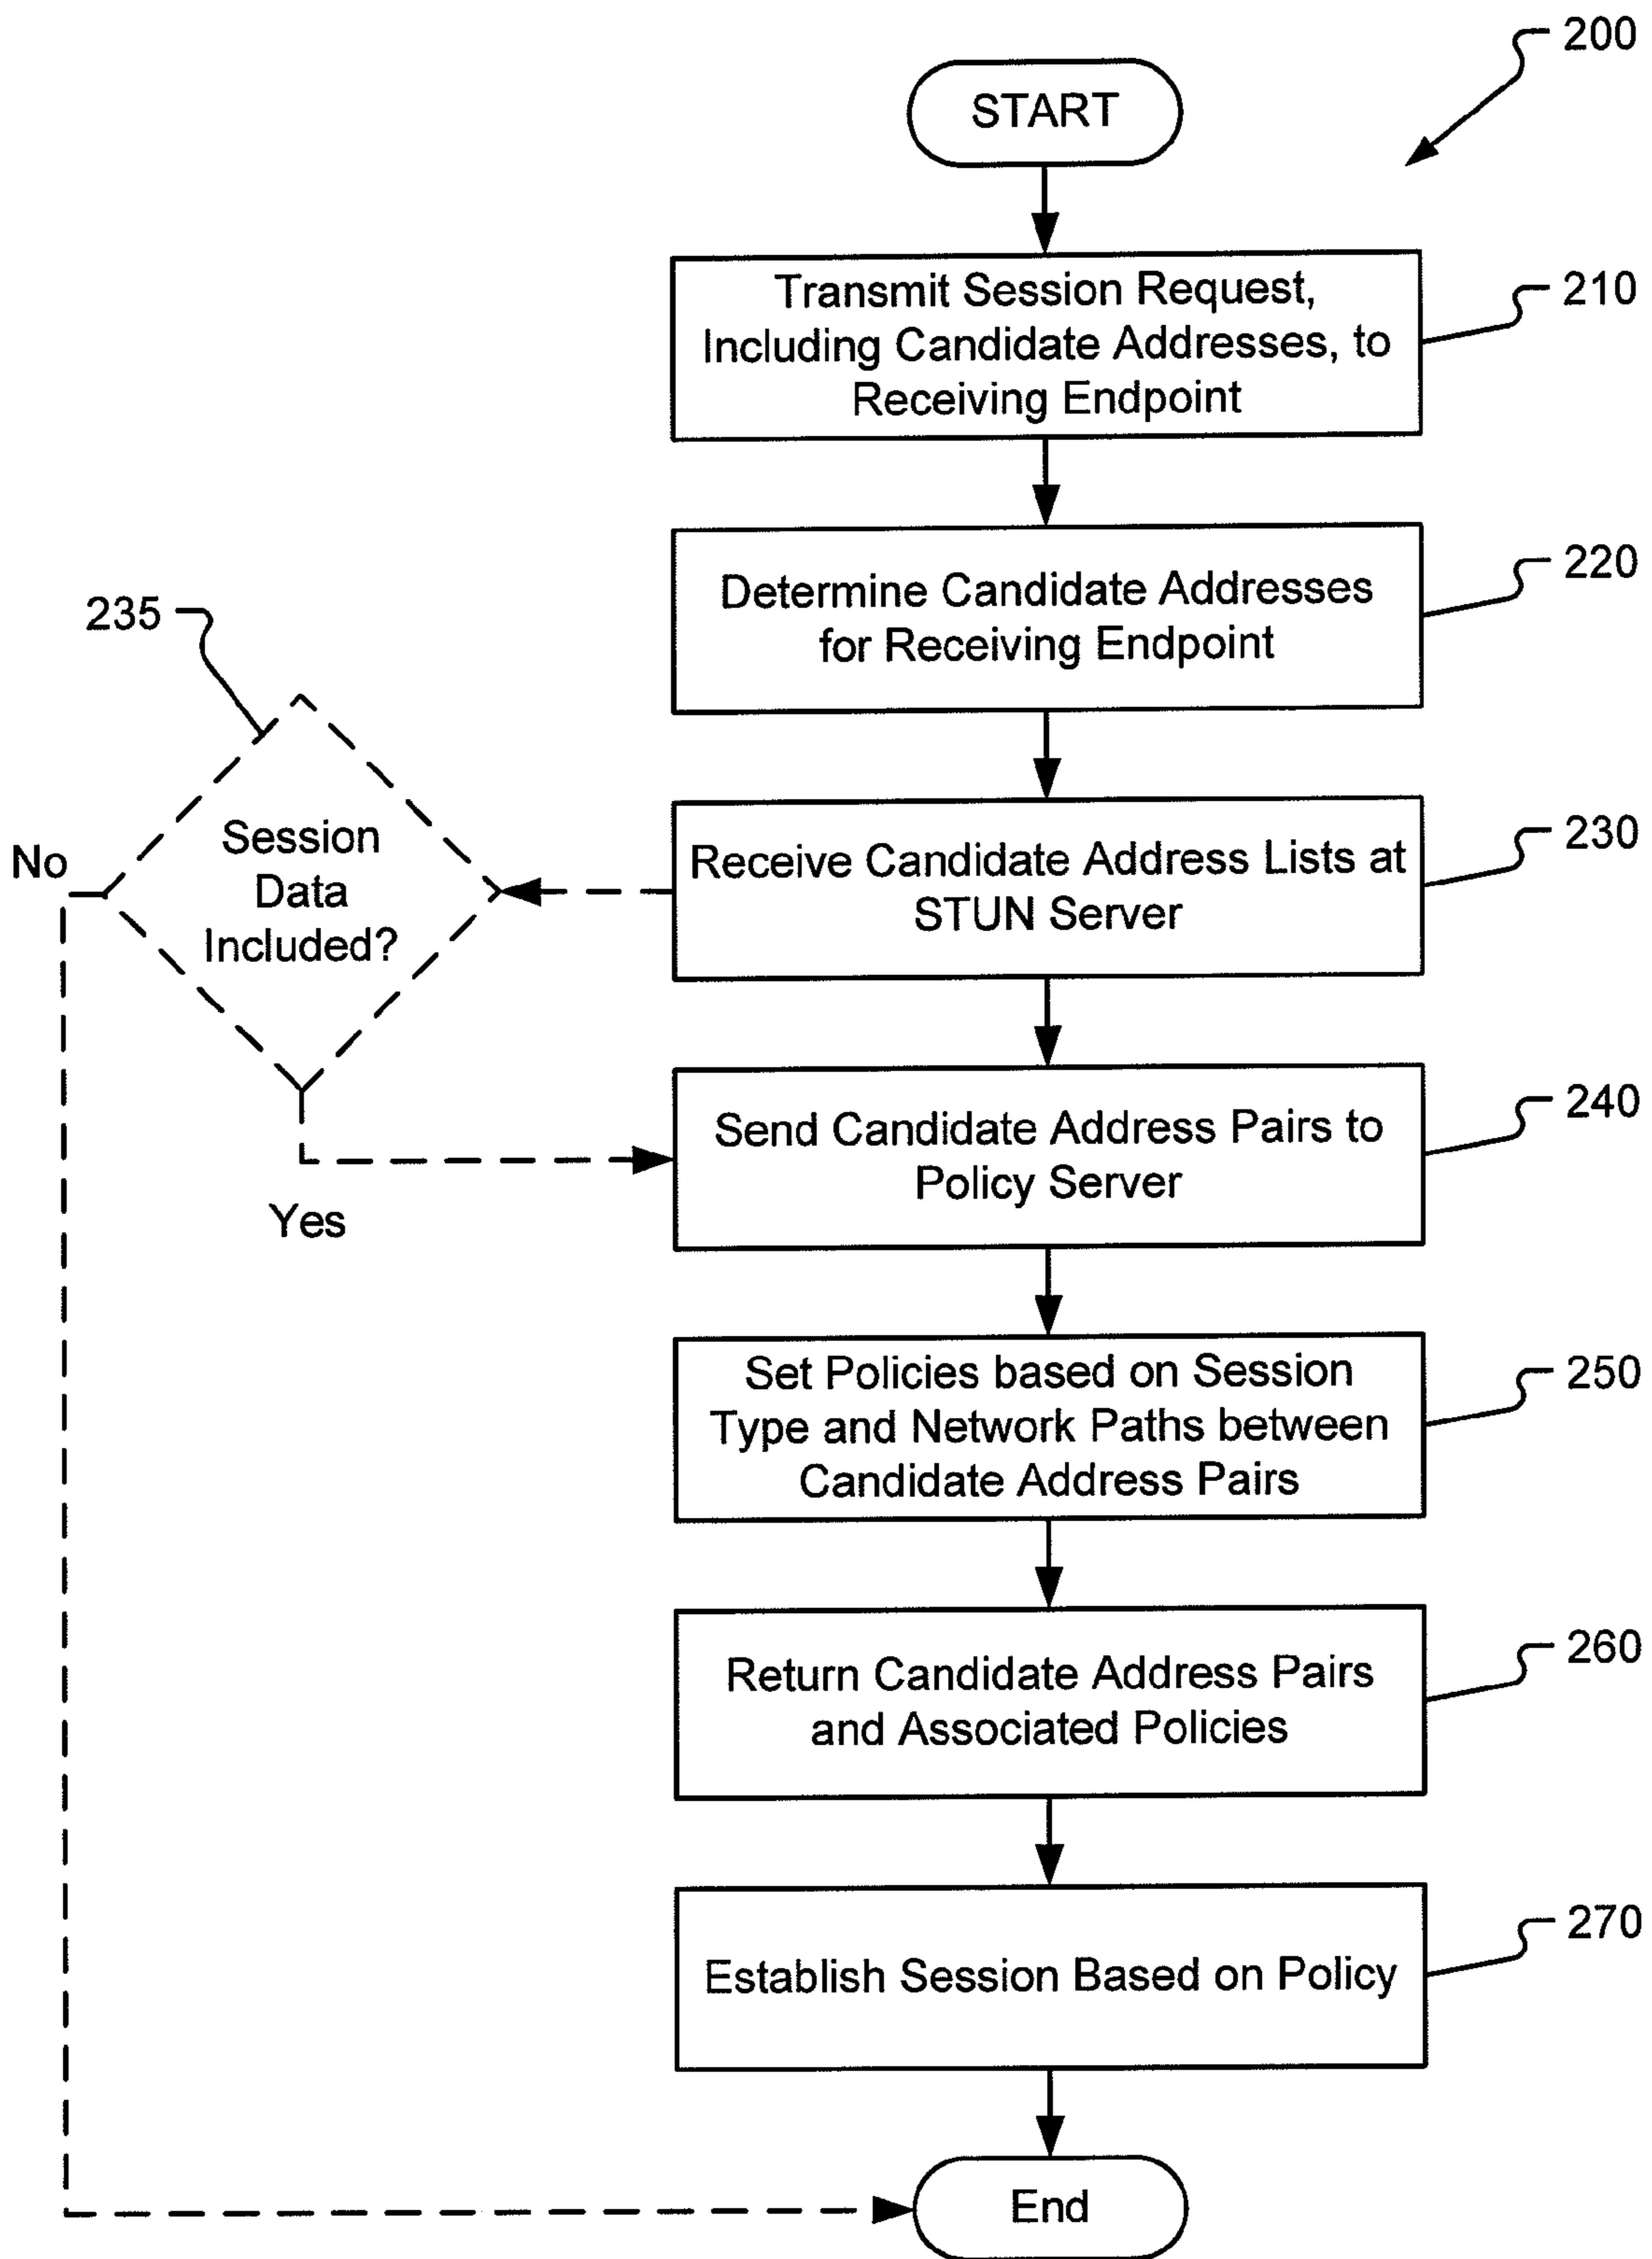 200
START
Transmit Session Request,
Including Candidate Addresses, to
Receiving Endpoint
210
Determine Candidate Addresses
for Receiving Endpoint
220
235
Session
Data
Included?
No
Yes
Receive Candidate Address Lists at
STUN Server
230
Send Candidate Address Pairs to
Policy Server
240
Set Policies based on Session
Type and Network Paths between
Candidate Address Pairs
250
Return Candidate Address Pairs
and Associated Policies
260
Establish Session Based on Policy
270
End